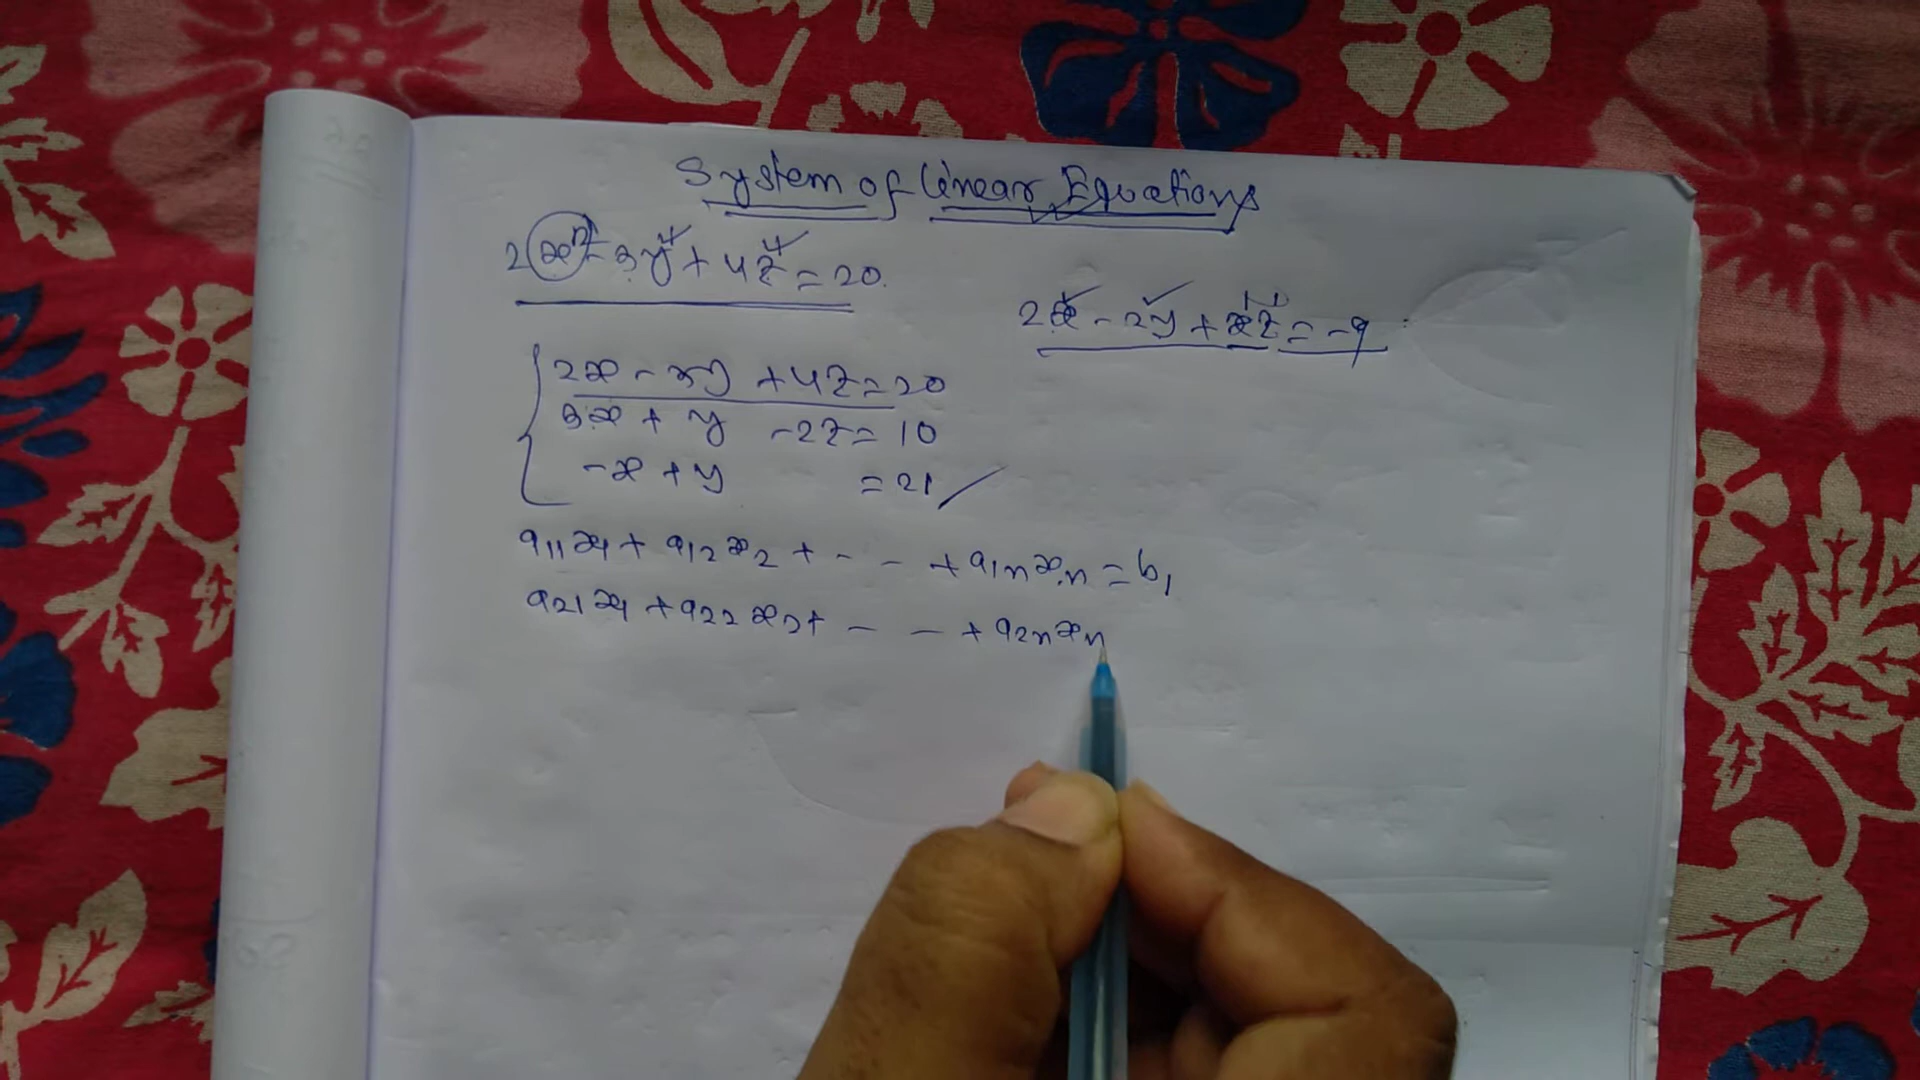 System of Linear Equations
2x - 3y + 4z = 20.
2x - 2y + xz = -9
2x - 3y + 4z = 20
3x + y - 2z = 10
-x + y = 21
a11x1 + a12x2 + - - + a1nxn = b1
a21x1 + a22x2 + - - + a2nxn